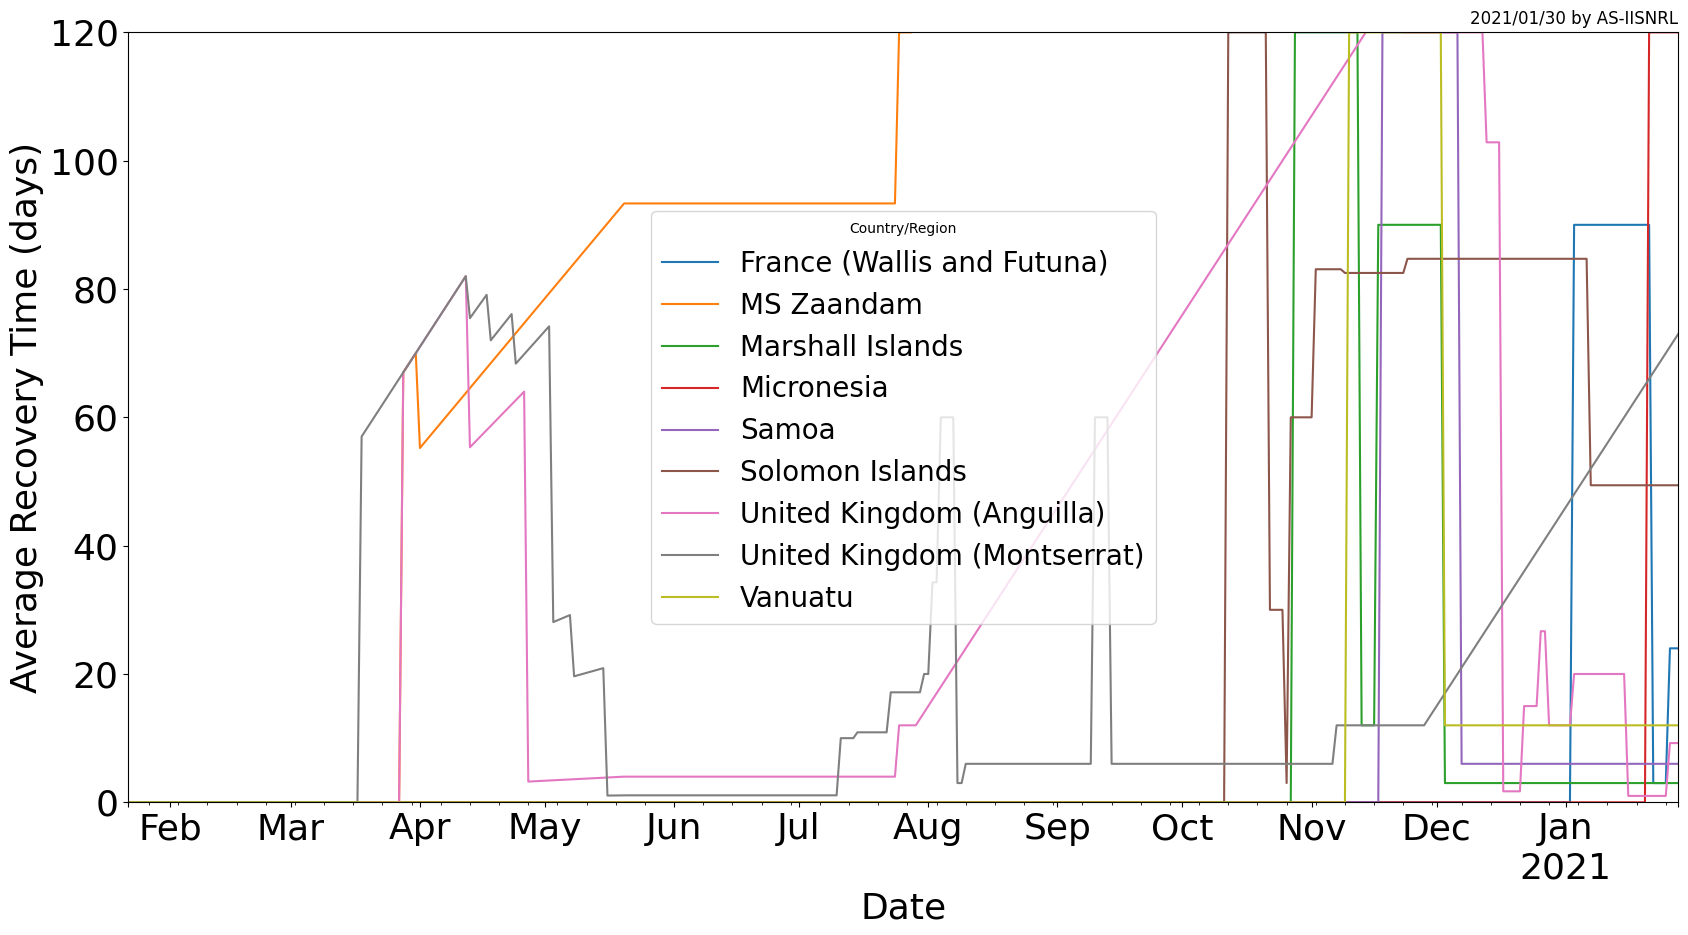 2021/01/30 by AS-IISNRL
120
100
80
60
40
20
0
Average Recovery Time (days)
Country/Region
France (Wallis and Futuna)
MS Zaandam
Marshall Islands
Micronesia
Samoa
Solomon Islands
United Kingdom (Anguilla)
United Kingdom (Montserrat)
Vanuatu
Feb Mar Apr May Jun Jul Aug Sep Oct Nov Dec Jan
2021
Date